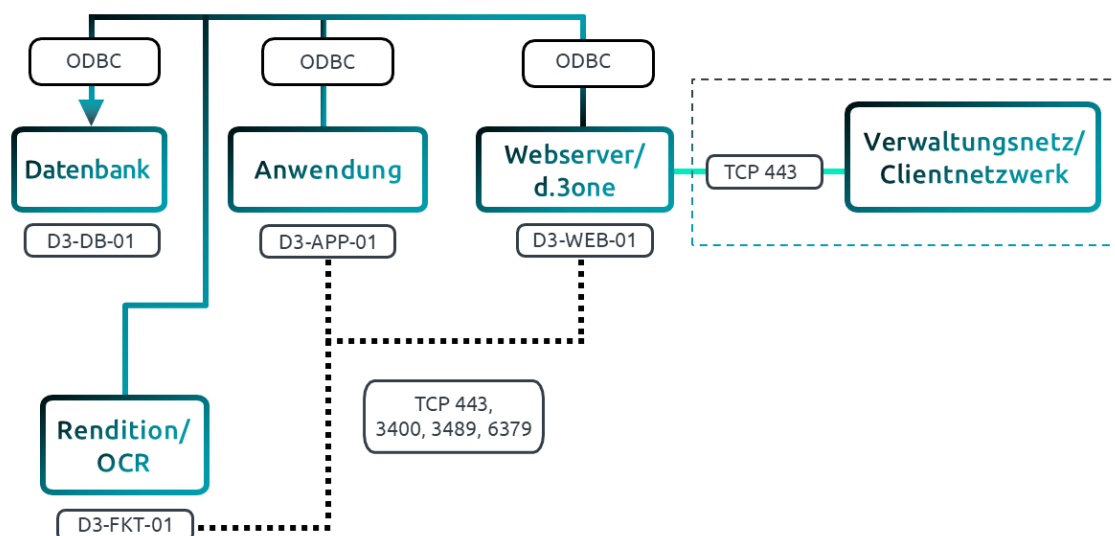 ODBC
ODBC
ODBC
Datenbank
Anwendung
Webserver/
d.3one
TCP 443
Verwaltungsnetz/
Clientnetzwerk
D3-DB-01
D3-APP-01
D3-WEB-01
TCP 443,
3400, 3489, 6379
Rendition/
OCR
D3-FKT-01